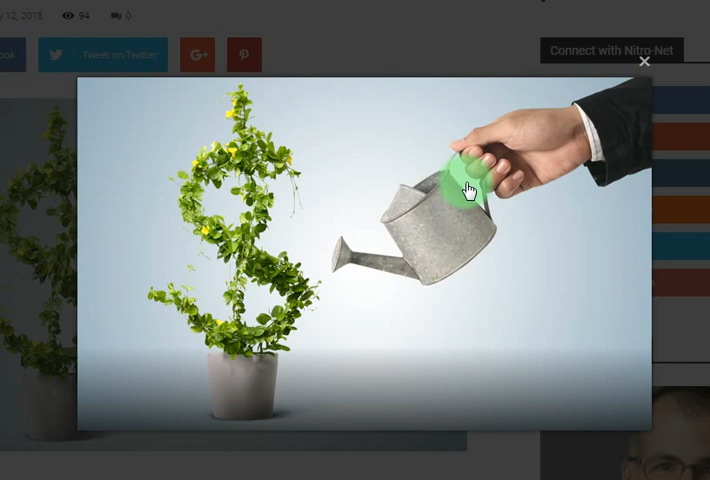 y 12, 2018 94 0
ook Tweet on Twitter G+
Connect with Nitro-Net
×